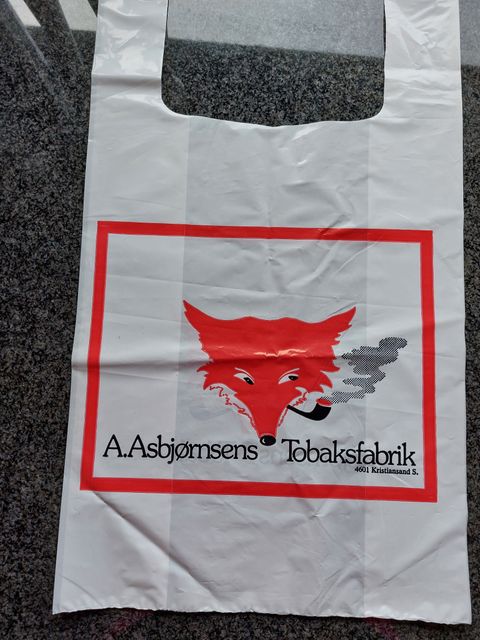 A.Asbjørnsens Tobaksfabrik
4601 Kristiansand S.